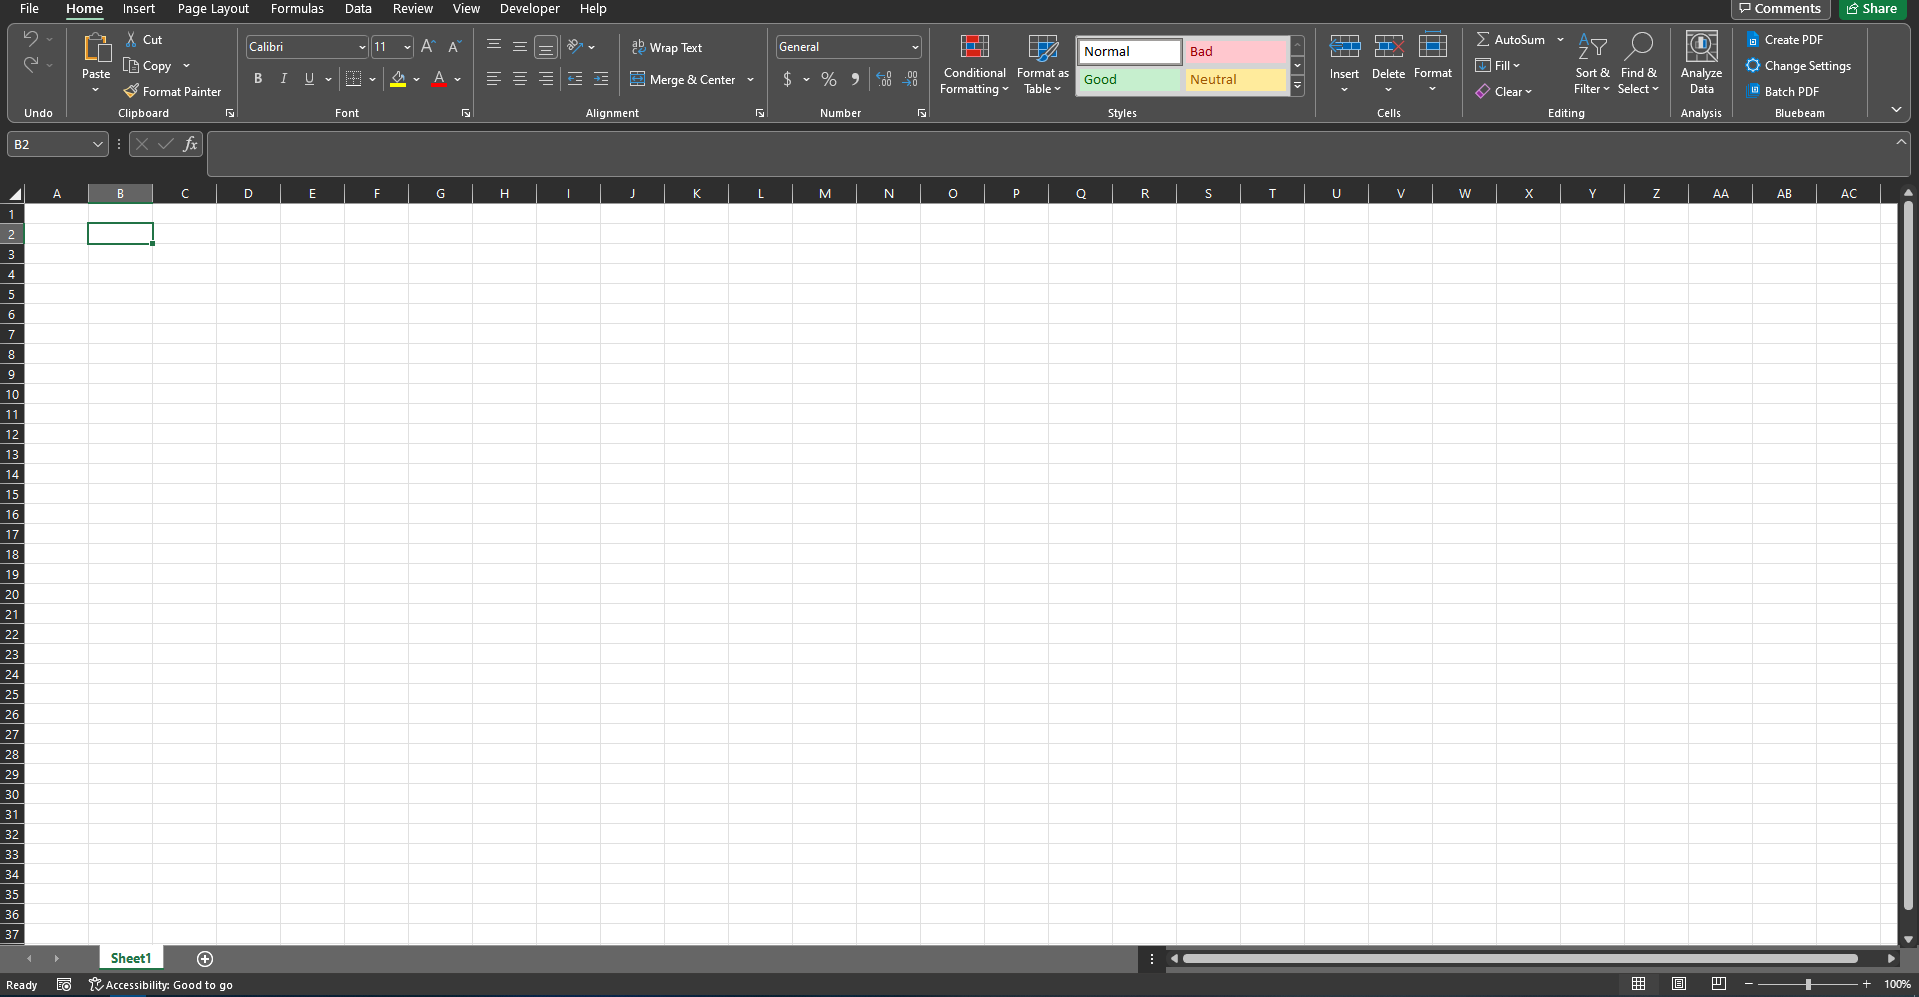 File Home Insert Page Layout Formulas Data Review View Developer Help Comments Share
Cut
Copy
Format Painter
Paste
Undo
Clipboard
Calibri 11
B I U A
Font
ab Wrap Text
Merge & Center
Alignment
General
$ % 9
Number
Conditional Formatting
Format as Table
Normal Bad
Good Neutral
Styles
Insert Delete Format
Cells
AutoSum
Fill
Clear
Sort & Filter
Find & Select
Editing
Analyze Data
Analysis
Create PDF
Change Settings
Batch PDF
Bluebeam
B2 fx
A B C D E F G H I J K L M N O P Q R S T U V W X Y Z AA AB AC
1
2
3
4
5
6
7
8
9
10
11
12
13
14
15
16
17
18
19
20
21
22
23
24
25
26
27
28
29
30
31
32
33
34
35
36
37
Sheet1
Ready Accessibility: Good to go 100%